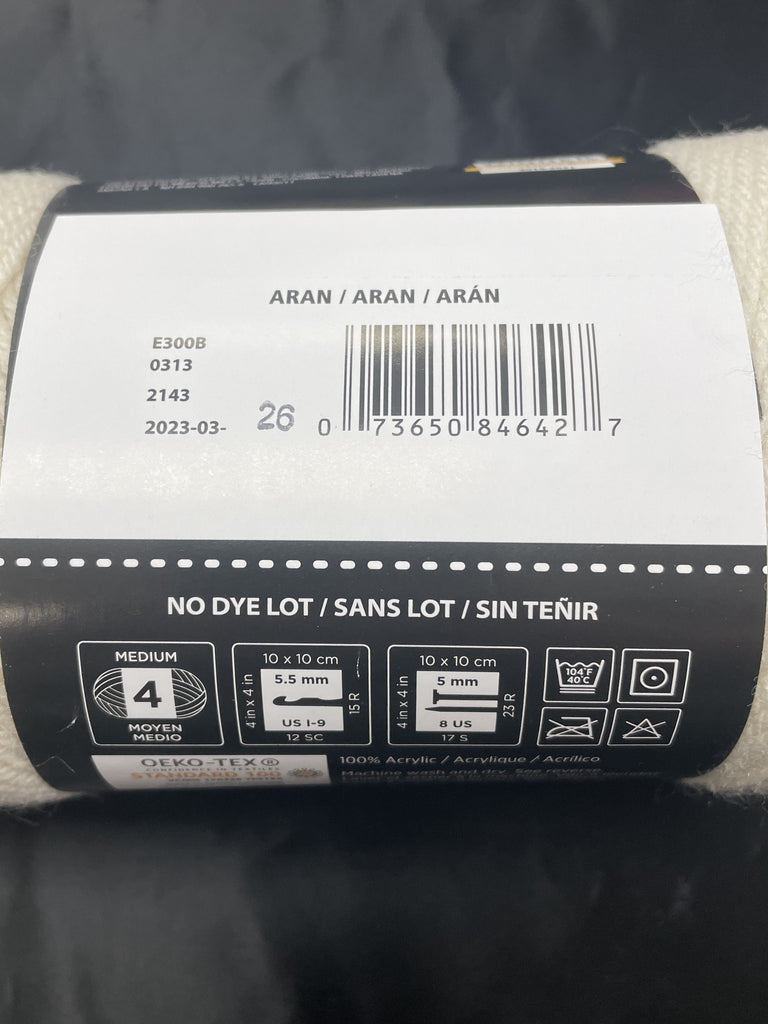 ARAN / ARAN / ARÁN
E300B
0313
2143
2023-03- 26
0 73650 84642 7
NO DYE LOT / SANS LOT / SIN TEÑIR
MEDIUM
4
MOYEN
MEDIO
10 x 10 cm
4 in x 4 in
5.5 mm
US I-9
15 R
12 SC
10 x 10 cm
4 in x 4 in
5 mm
8 US
23 R
17 S
104°F
40°C
OEKO-TEX®
CONFIDENCE IN TEXTILES
STANDARD 100
100% Acrylic / Acrylique / Acrílico
Machine wash and dry. See reverse.